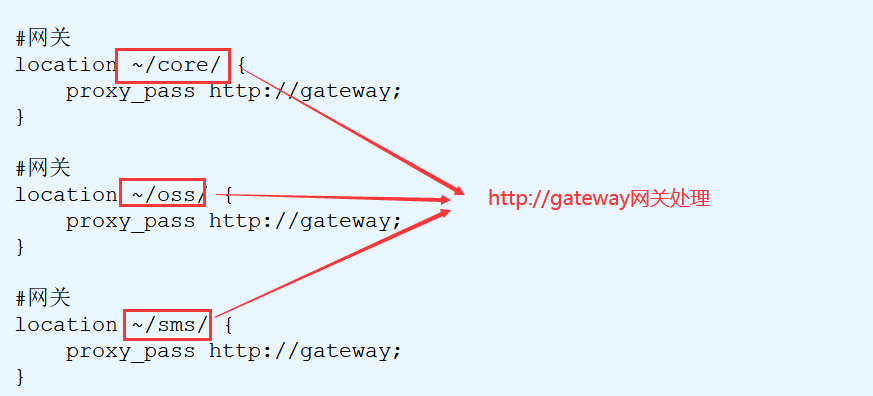 #网关
location ~/core/ {
    proxy_pass http://gateway;
}
#网关
location ~/oss/ {
    proxy_pass http://gateway;
}
http://gateway网关处理
#网关
location ~/sms/ {
    proxy_pass http://gateway;
}